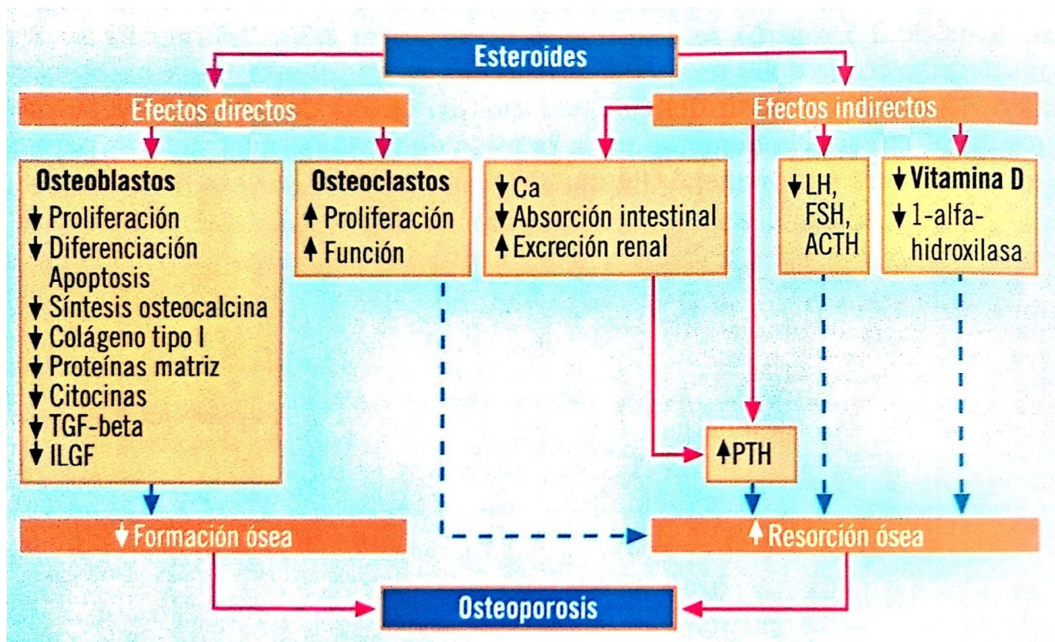 Esteroides
Efectos directos
Efectos indirectos
Osteoblastos
↓ Proliferación
↓ Diferenciación
Apoptosis
↓ Síntesis osteocalcina
↓ Colágeno tipo I
↓ Proteínas matriz
↓ Citocinas
↓ TGF-beta
↓ ILGF
Osteoclastos
↑ Proliferación
↑ Función
↓ Ca
↓ Absorción intestinal
↑ Excreción renal
↓ LH,
FSH,
ACTH
↓ Vitamina D
↓ 1-alfa-
hidroxilasa
↑ PTH
↓ Formación ósea
↑ Resorción ósea
Osteoporosis